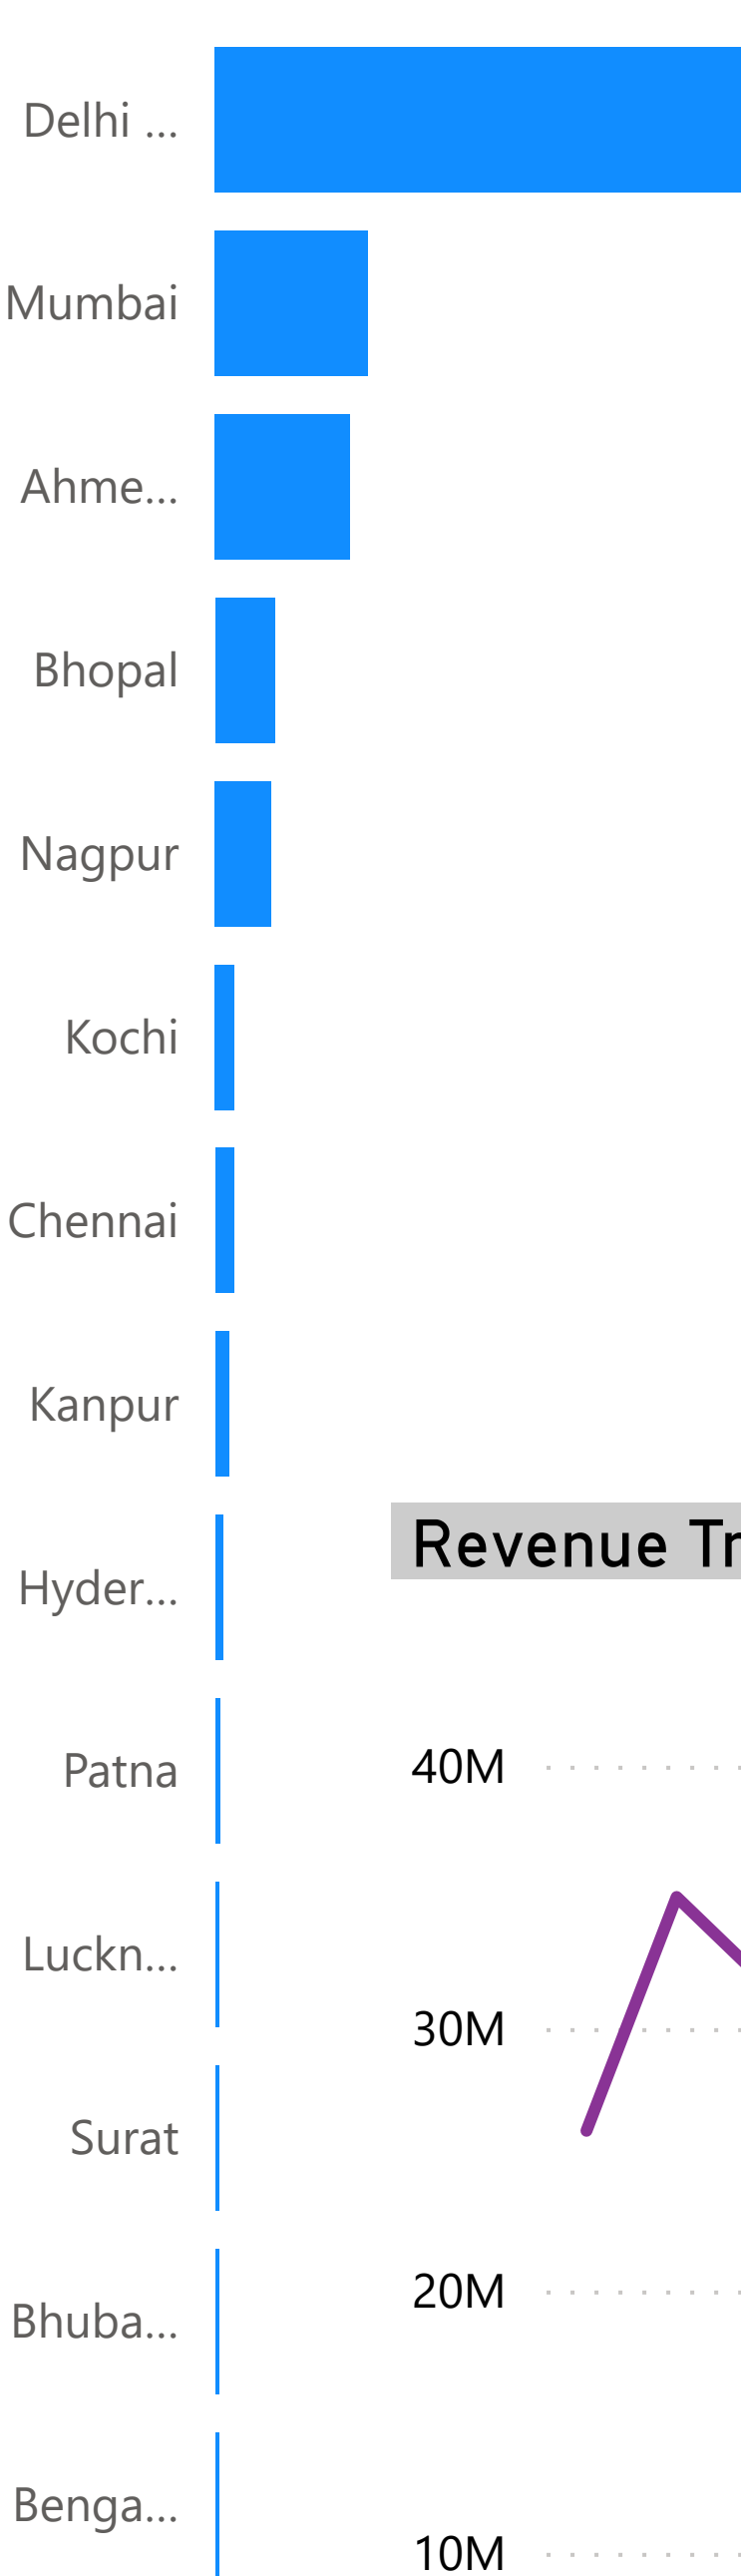 Delhi ...
Mumbai
Ahme...
Bhopal
Nagpur
Kochi
Chennai
Kanpur
Hyder...
Patna
Luckn...
Surat
Bhuba...
Benga...
Revenue Tr
40M
30M
20M
10M